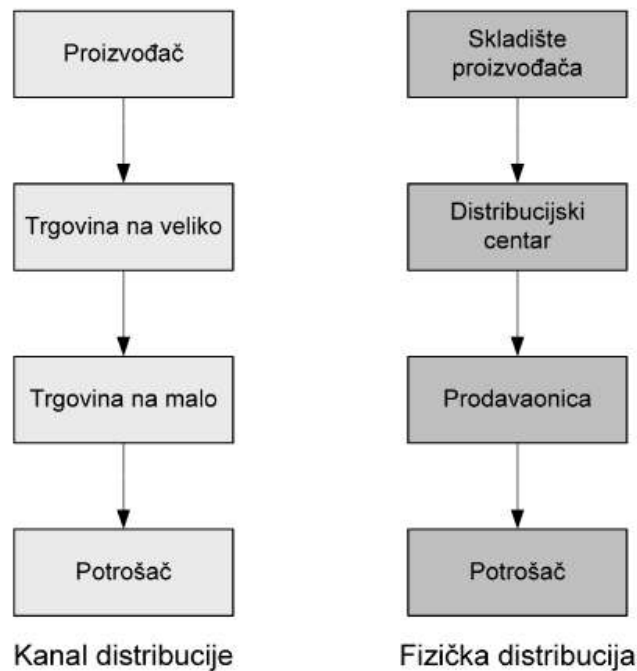 Proizvođač
Trgovina na veliko
Trgovina na malo
Potrošač
Kanal distribucije
Skladište
proizvođača
Distribucijski
centar
Prodavaonica
Potrošač
Fizička distribucija